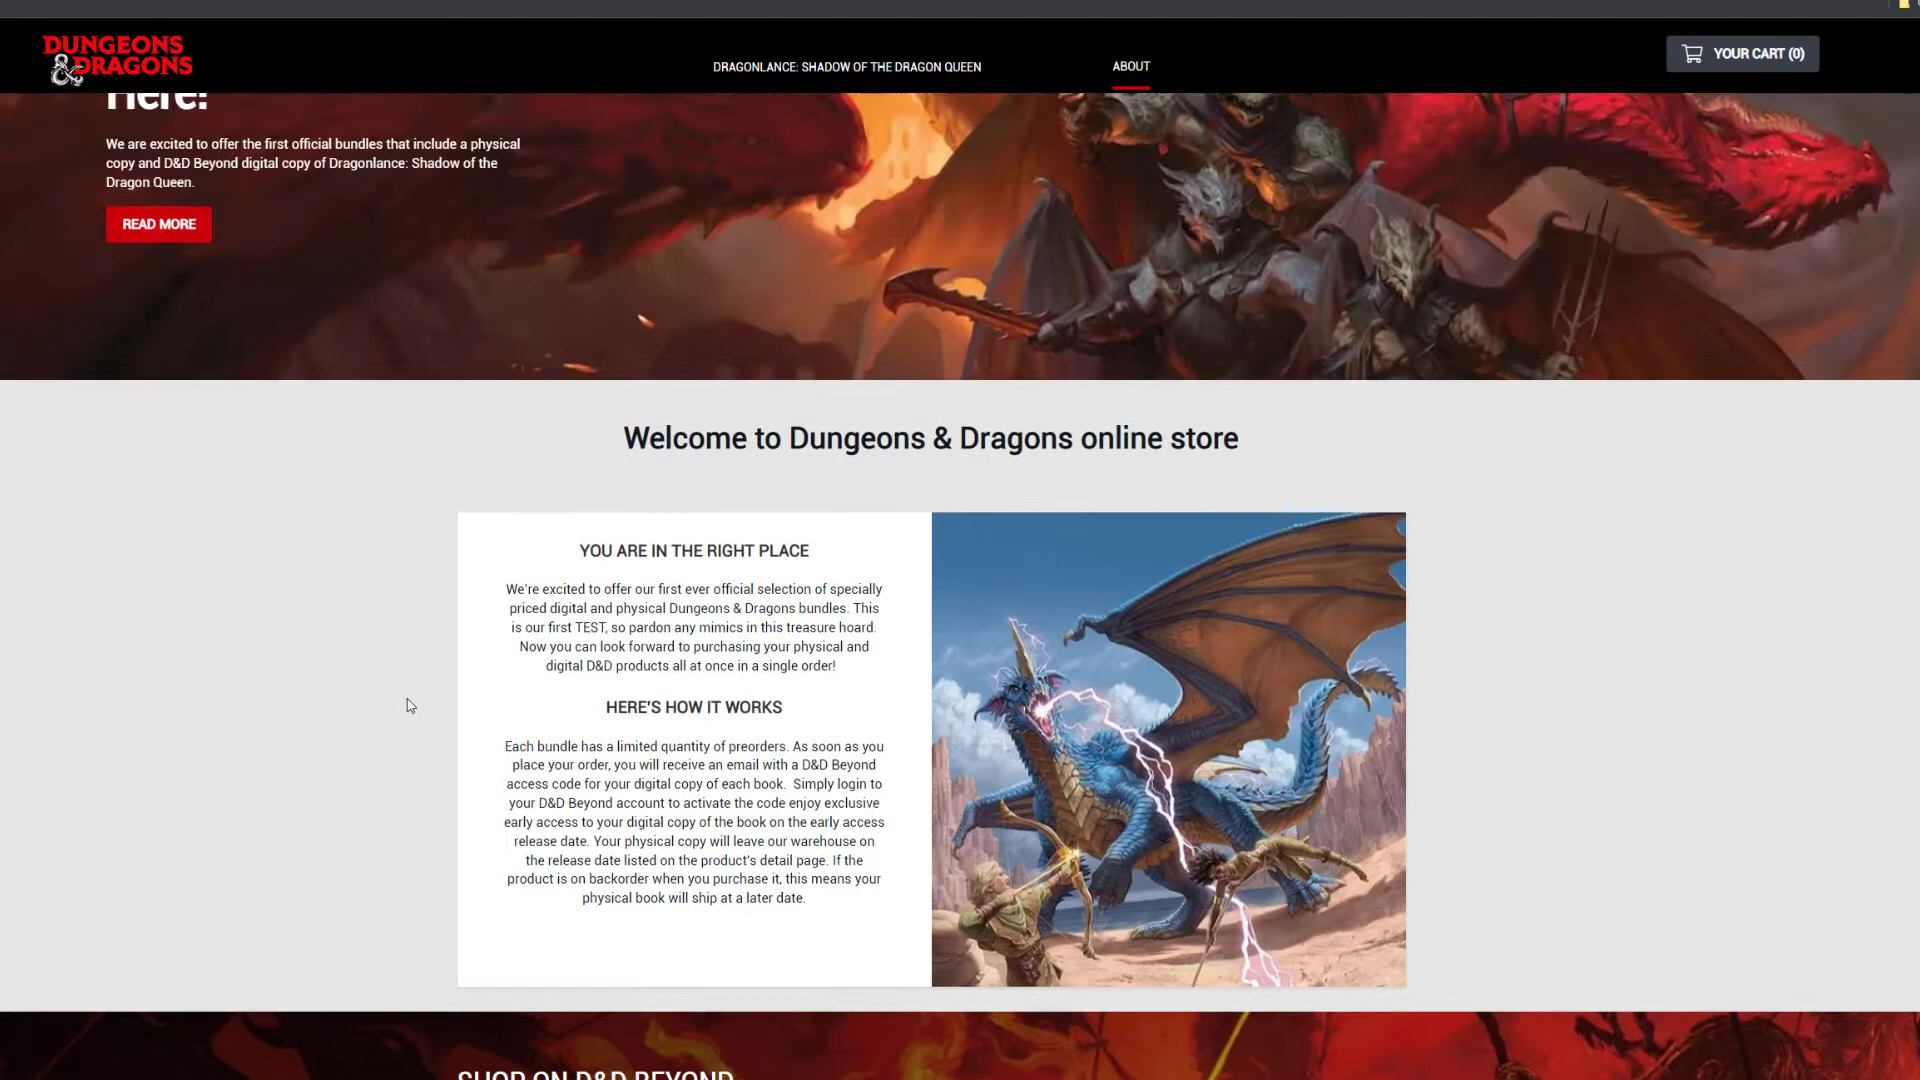 DUNGEONS
& DRAGONS
DRAGONLANCE: SHADOW OF THE DRAGON QUEEN
ABOUT
YOUR CART (0)
Here!
We are excited to offer the first official bundles that include a physical
copy and D&D Beyond digital copy of Dragonlance: Shadow of the
Dragon Queen.
READ MORE
Welcome to Dungeons & Dragons online store
YOU ARE IN THE RIGHT PLACE
We're excited to offer our first ever official selection of specially
priced digital and physical Dungeons & Dragons bundles. This
is our first TEST, so pardon any mimics in this treasure hoard.
Now you can look forward to purchasing your physical and
digital D&D products all at once in a single order!
HERE'S HOW IT WORKS
Each bundle has a limited quantity of preorders. As soon as you
place your order, you will receive an email with a D&D Beyond
access code for your digital copy of each book. Simply login to
your D&D Beyond account to activate the code enjoy exclusive
early access to your digital copy of the book on the early access
release date. Your physical copy will leave our warehouse on
the release date listed on the product's detail page. If the
product is on backorder when you purchase it, this means your
physical book will ship at a later date.
SHOP ON D&D BEYOND